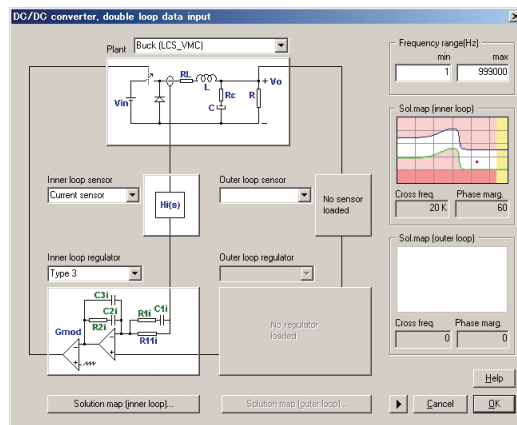 DC/DC converter, double loop data input
Plant Buck (LCS_VMC)
RL
L
+ Vo
Rc
R
C
Vin
Frequency range(Hz)
min max
1 999000
Sol.map (inner loop)
Cross freq. Phase marg.
20 K 60
Inner loop sensor
Current sensor
Hi(s)
Outer loop sensor
No sensor
loaded
Inner loop regulator
Type 3
Outer loop regulator
C3i
C2i
R2i
R1i
C1i
R11i
Gmod
No regulator
loaded
Sol.map (outer loop)
Cross freq. Phase marg.
0 0
Solution map (inner loop)...
Solution map (outer loop)...
Help
Cancel
OK